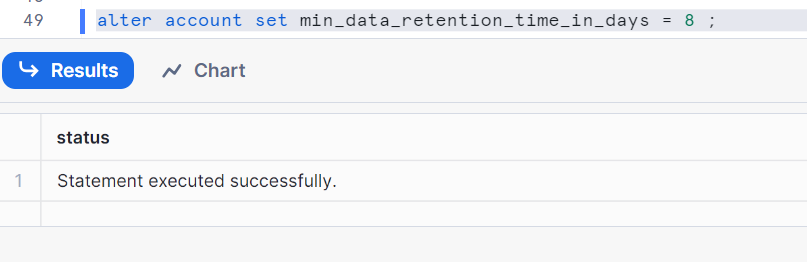 49 alter account set min_data_retention_time_in_days = 8 ;
Results Chart
status
1 Statement executed successfully.